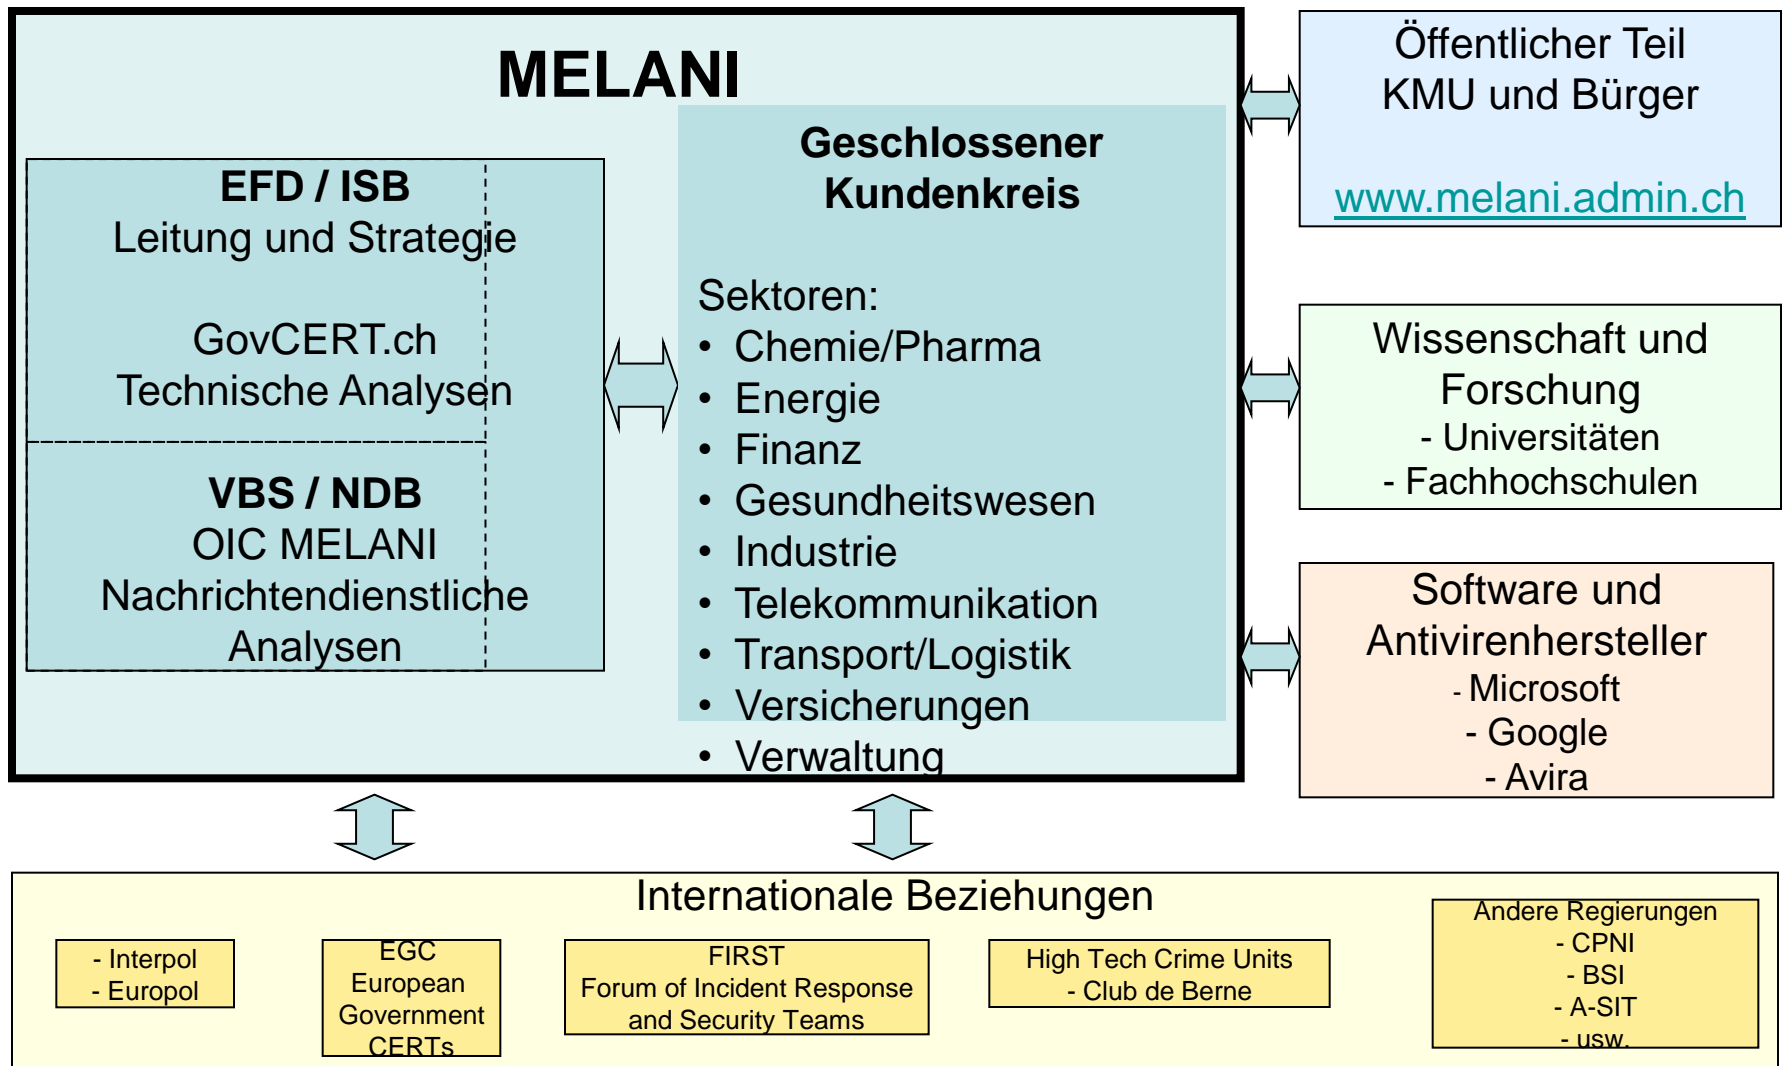 MELANI
EFD / ISB
Leitung und Strategie
GovCERT.ch
Technische Analysen
VBS / NDB
OIC MELANI
Nachrichtendienstliche
Analysen
Geschlossener
Kundenkreis
Sektoren:
• Chemie/Pharma
• Energie
• Finanz
• Gesundheitswesen
• Industrie
• Telekommunikation
• Transport/Logistik
• Versicherungen
• Verwaltung
Öffentlicher Teil
KMU und Bürger
www.melani.admin.ch
Wissenschaft und
Forschung
- Universitäten
- Fachhochschulen
Software und
Antivirenhersteller
- Microsoft
- Google
- Avira
Internationale Beziehungen
- Interpol
- Europol
EGC
European
Government
CERTs
FIRST
Forum of Incident Response
and Security Teams
High Tech Crime Units
- Club de Berne
Andere Regierungen
- CPNI
- BSI
- A-SIT
- usw.